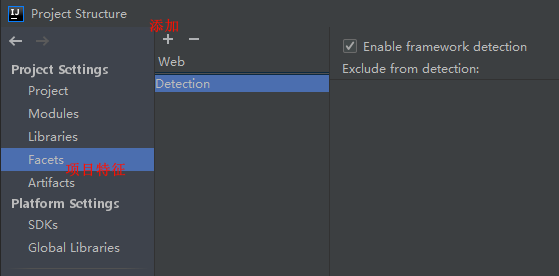 Project Structure
添加
Project Settings
Project
Modules
Libraries
Facets
项目特征
Artifacts
Platform Settings
SDKs
Global Libraries
Web
Detection
Enable framework detection
Exclude from detection: